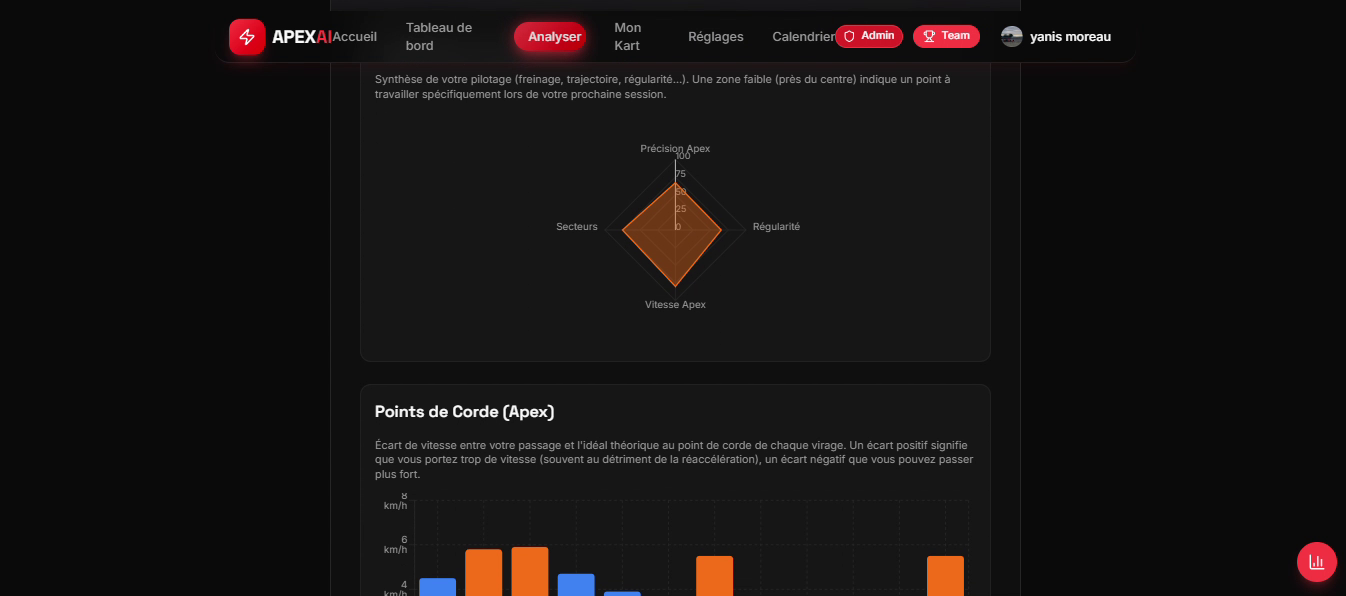 APEXAI
Accueil
Tableau de
bord
Analyser
Mon
Kart
Réglages
Calendrier
Admin
Team
yanis moreau
Synthèse de votre pilotage (freinage, trajectoire, régularité...). Une zone faible (près du centre) indique un point à
travailler spécifiquement lors de votre prochaine session.
Précision Apex
100
75
50
25
0
Secteurs
Régularité
Vitesse Apex
Points de Corde (Apex)
Écart de vitesse entre votre passage et l'idéal théorique au point de corde de chaque virage. Un écart positif signifie
que vous portez trop de vitesse (souvent au détriment de la réaccélération), un écart négatif que vous pouvez passer
plus fort.
8
km/h
6
km/h
4
km/h